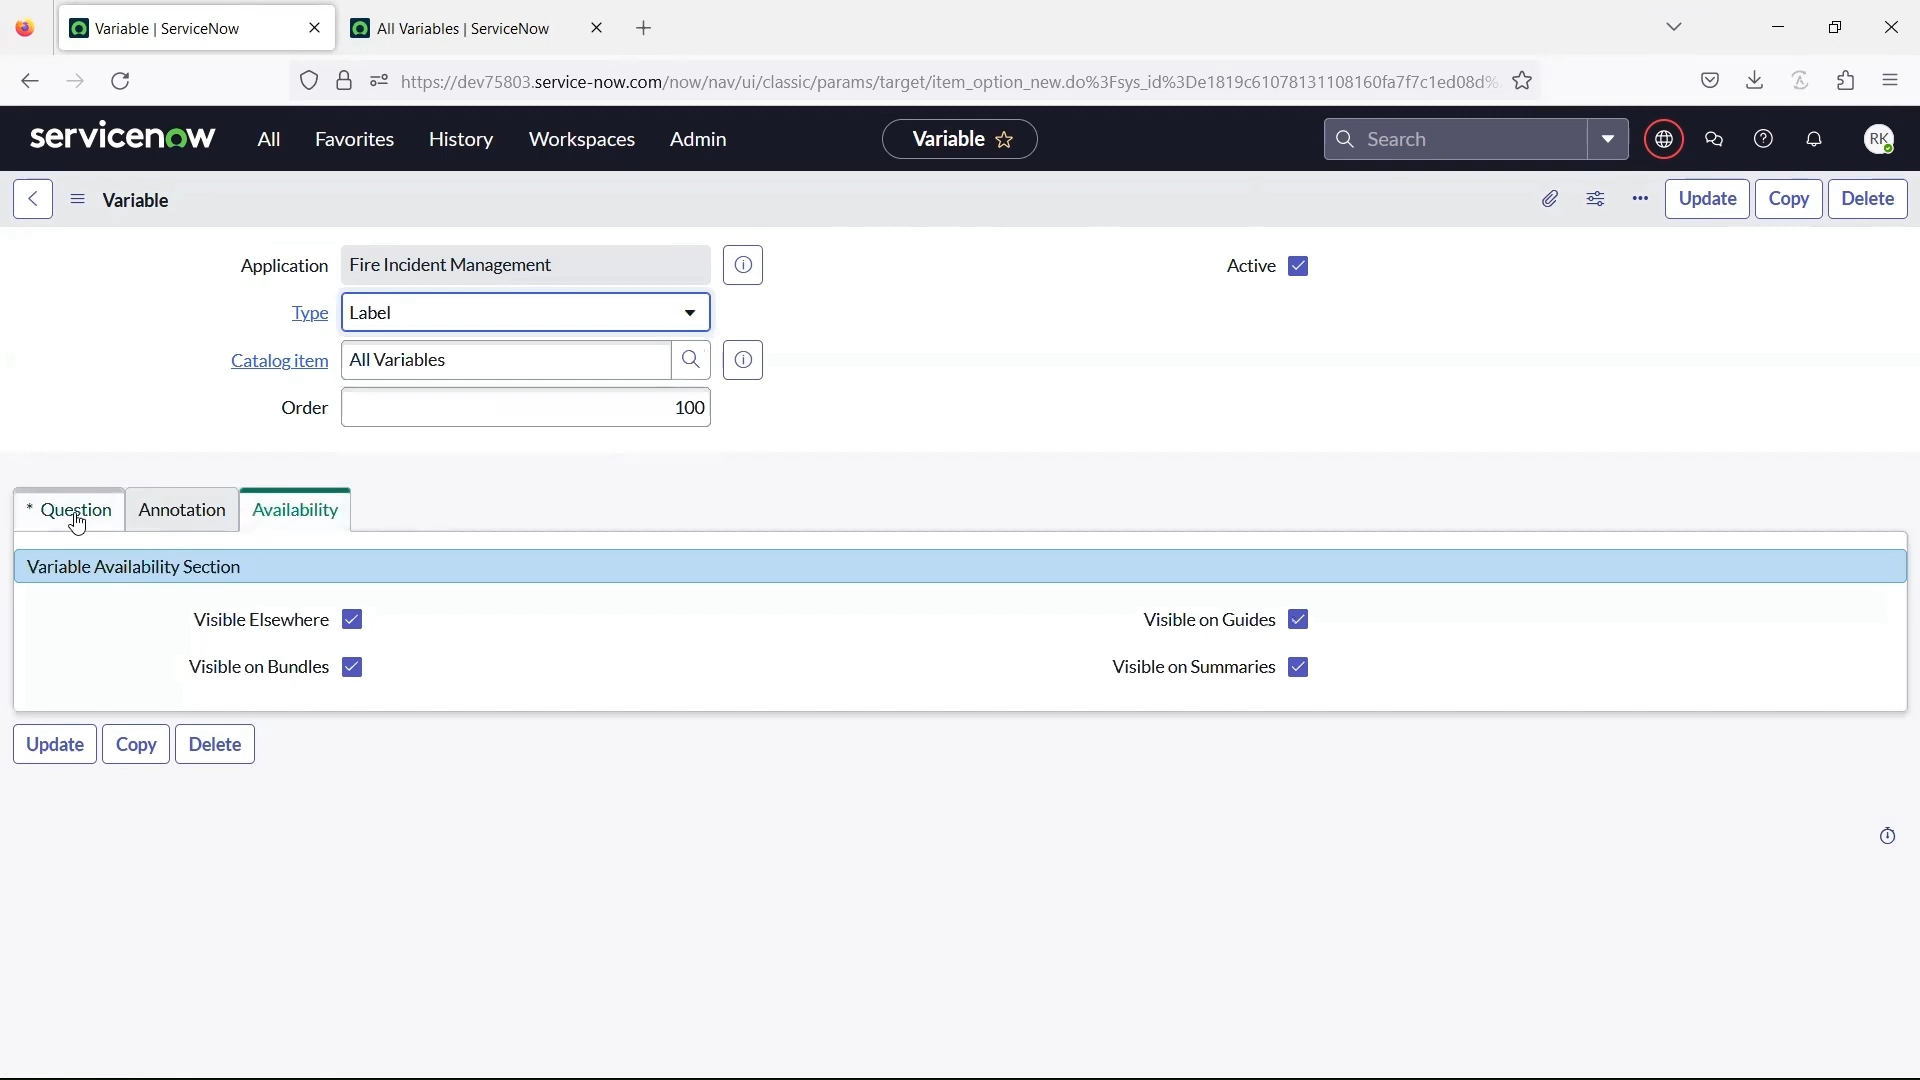 Variable | ServiceNow
All Variables | ServiceNow
https://dev75803.service-now.com/now/nav/ui/classic/params/target/item_option_new.do%3Fsys_id%3De1819c61078131108160fa7f7c1ed08d%
servicenow All Favorites History Workspaces Admin Variable Search RK
Variable Update Copy Delete
Application Fire Incident Management Active
Type Label
Catalog item All Variables
Order 100
* Question Annotation Availability
Variable Availability Section
Visible Elsewhere Visible on Guides
Visible on Bundles Visible on Summaries
Update Copy Delete